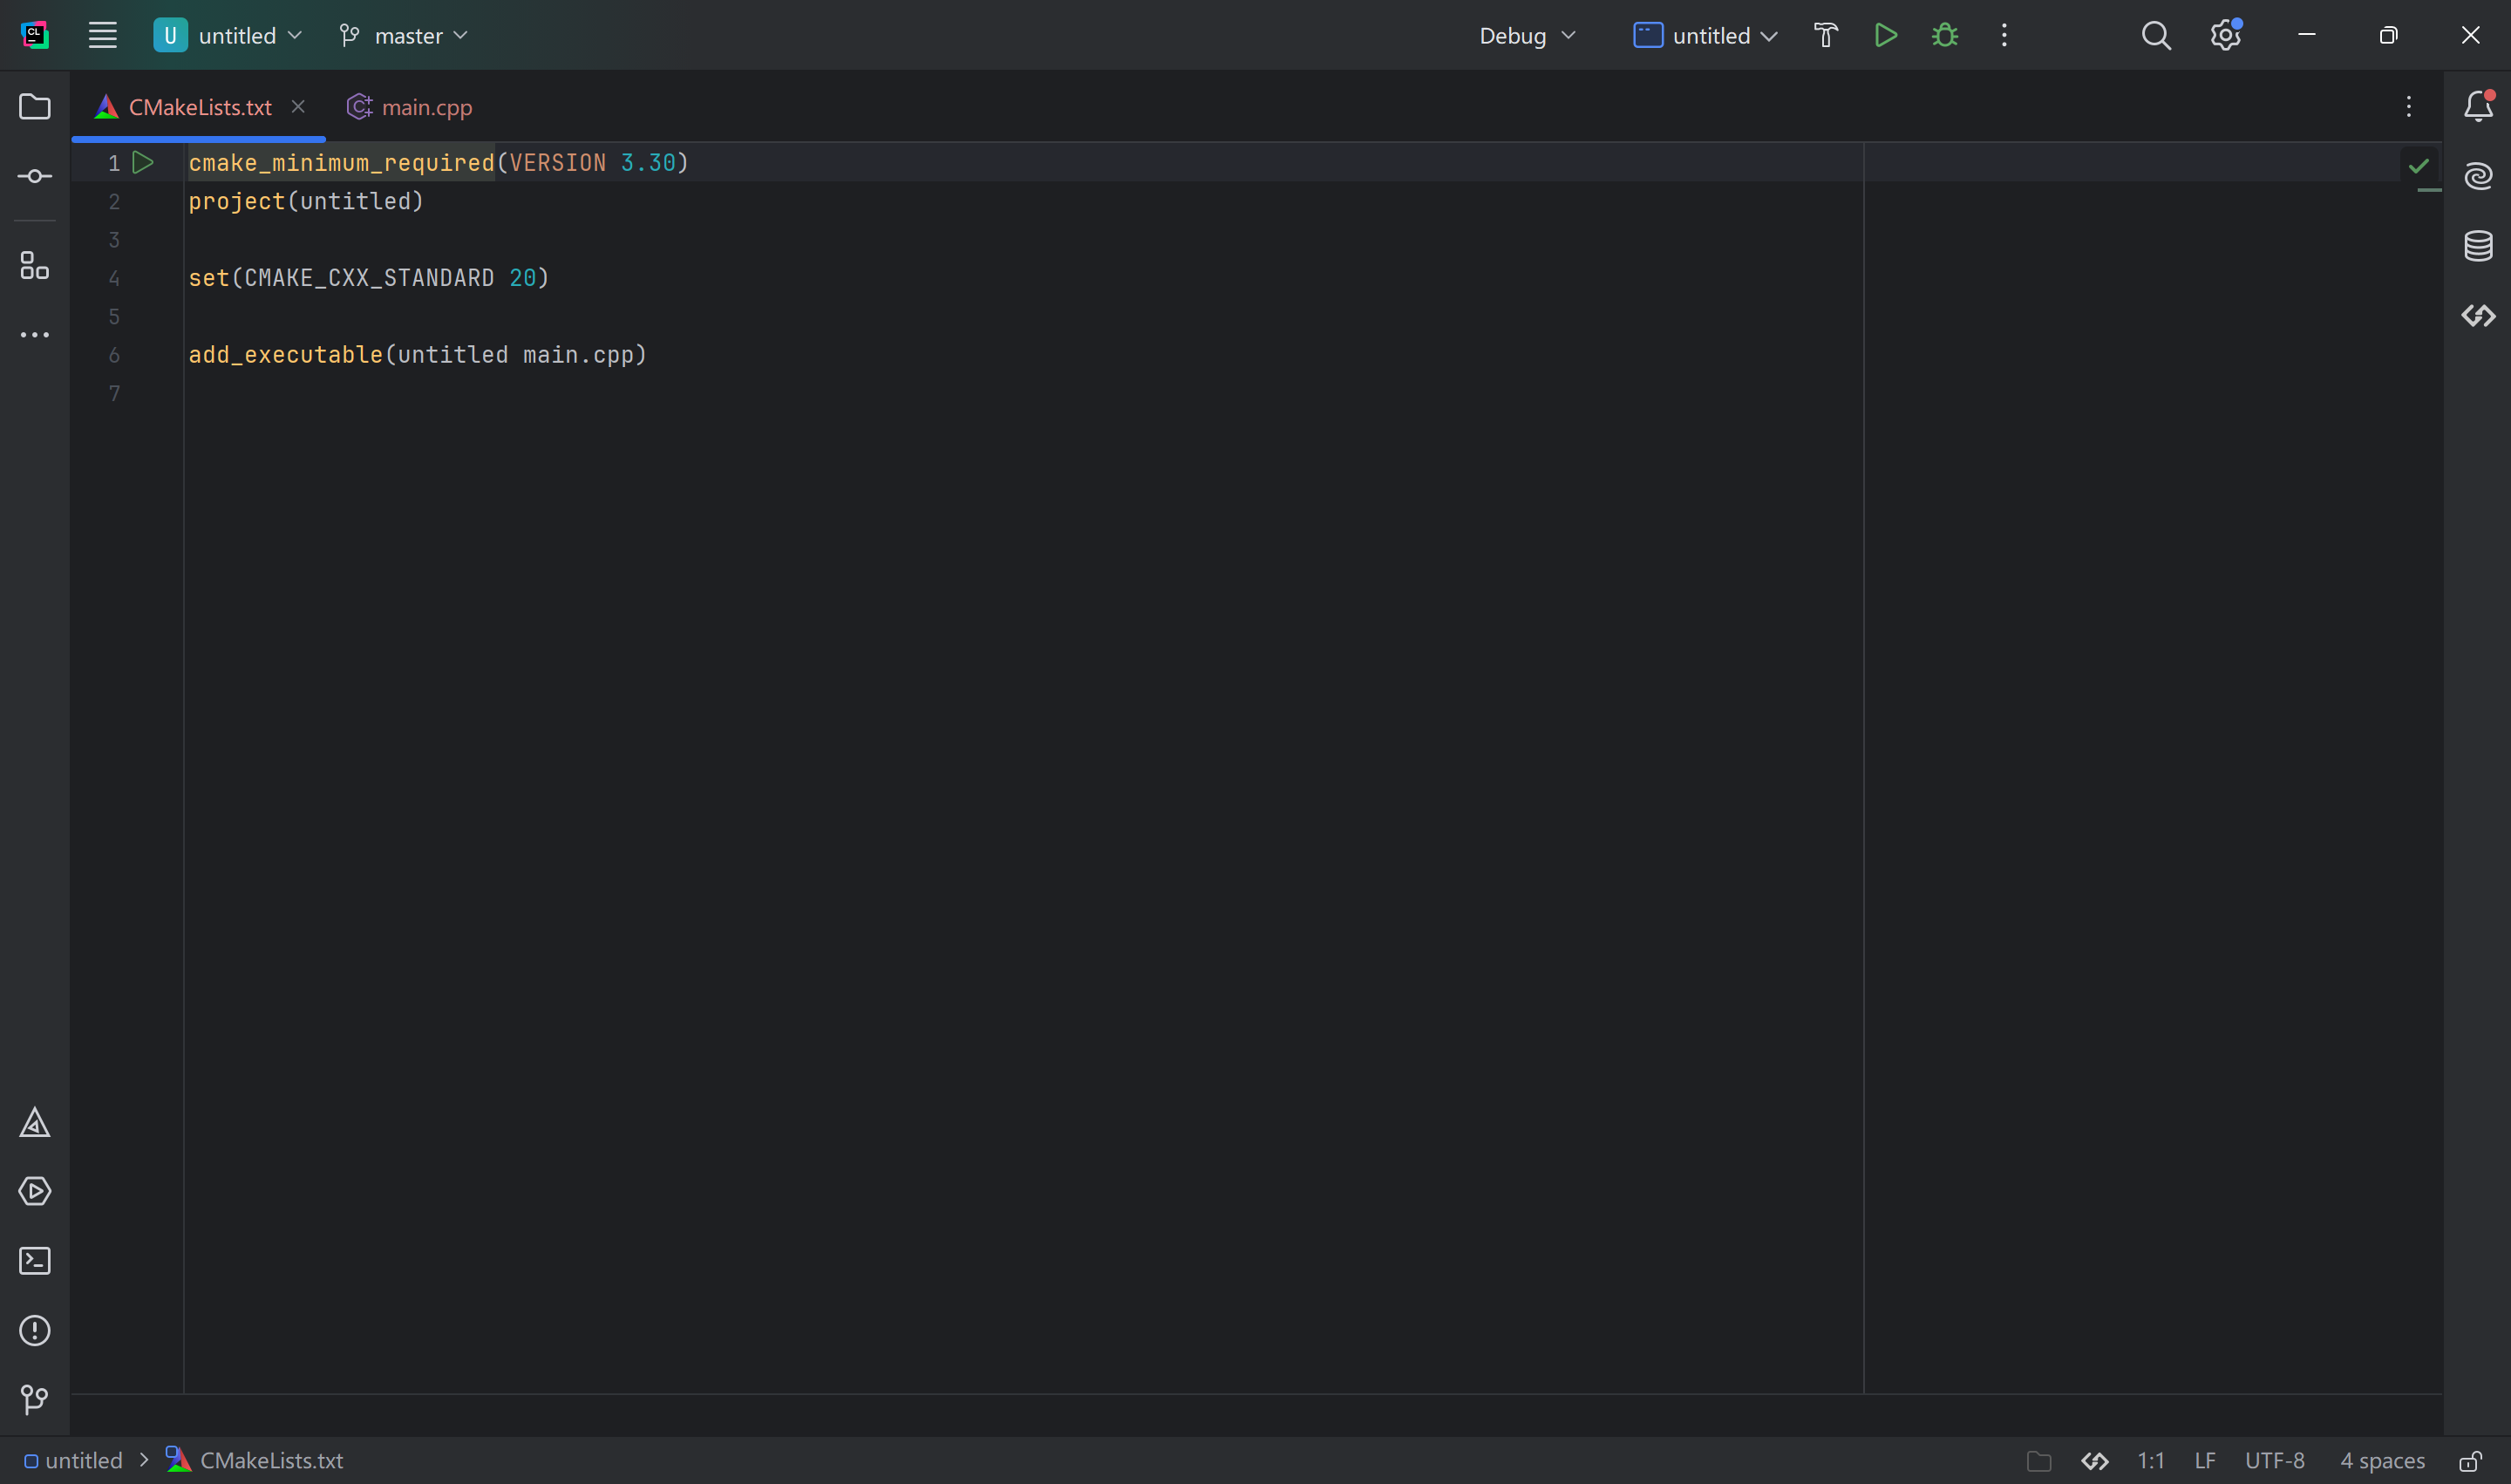 CL
U untitled master Debug untitled
CMakeLists.txt main.cpp
1 cmake_minimum_required(VERSION 3.30)
2 project(untitled)
3
4 set(CMAKE_CXX_STANDARD 20)
5
6 add_executable(untitled main.cpp)
7
untitled > CMakeLists.txt 1:1 LF UTF-8 4 spaces